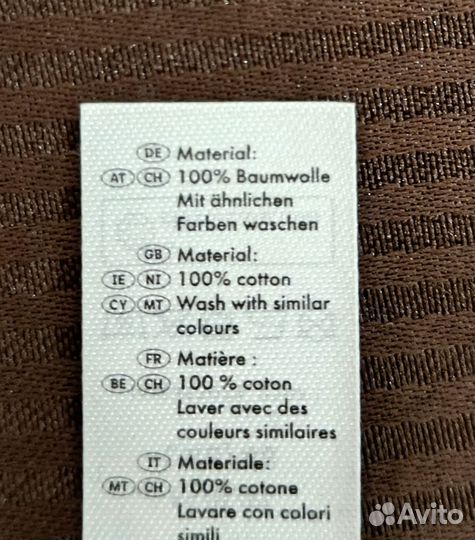 DE Material:
AT CH 100% Baumwolle
Mit ähnlichen
Farben waschen
GB Material:
IE NI 100% cotton
CY MT Wash with similar
colours
FR Matière :
BE CH 100 % coton
Laver avec des
couleurs similaires
IT Materiale:
MT CH 100% cotone
Lavare con colori
simili
Avito